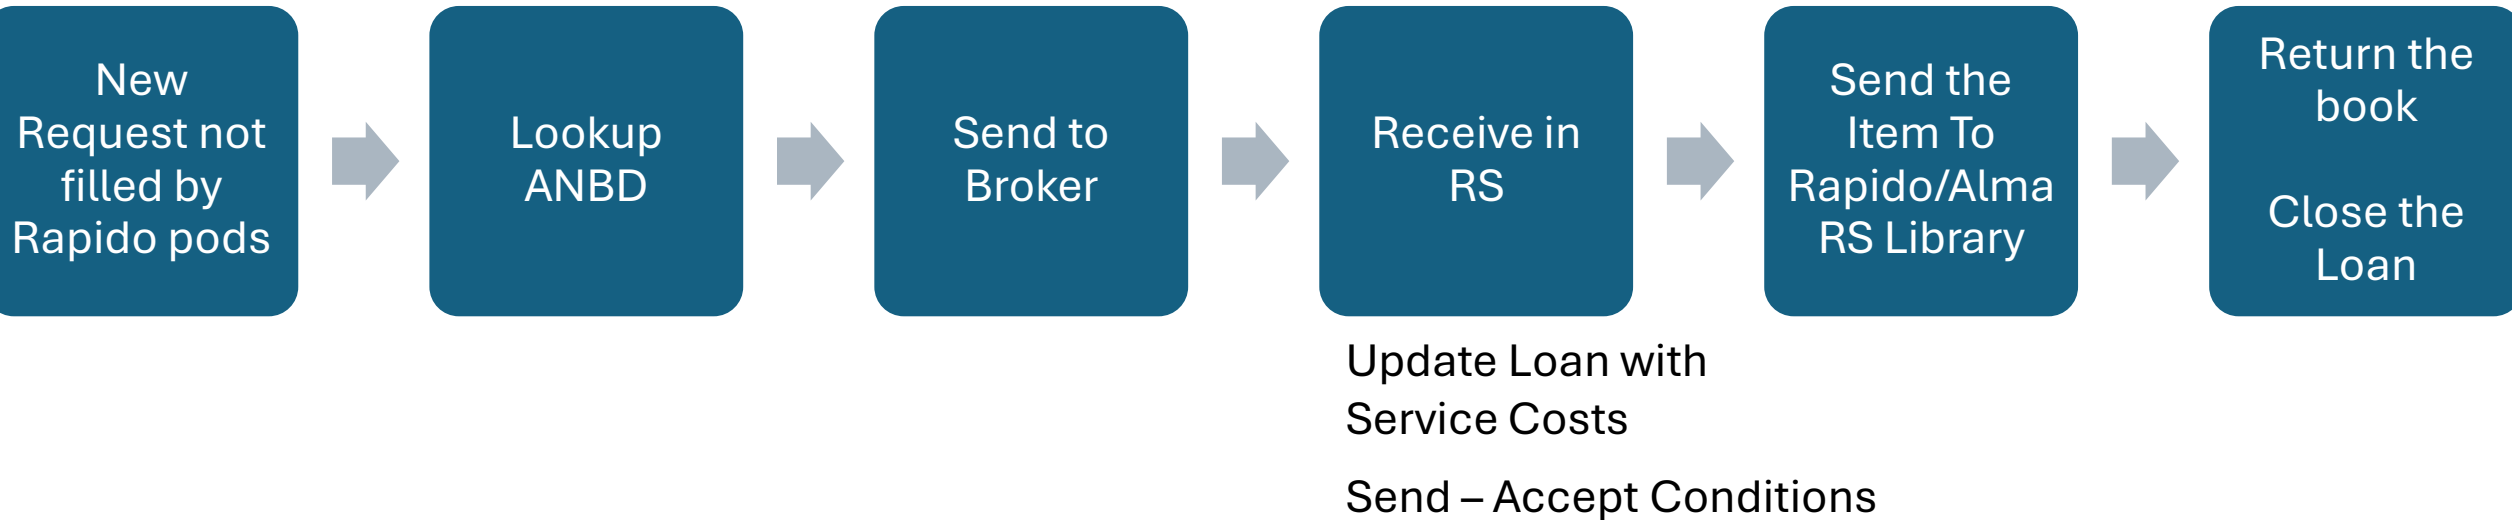 New
Request not
filled by
Rapido pods
Lookup
ANBD
Send to
Broker
Receive in
RS
Send the
Item To
Rapido/Alma
RS Library
Return the
book
Close the
Loan
Update Loan with
Service Costs
Send – Accept Conditions